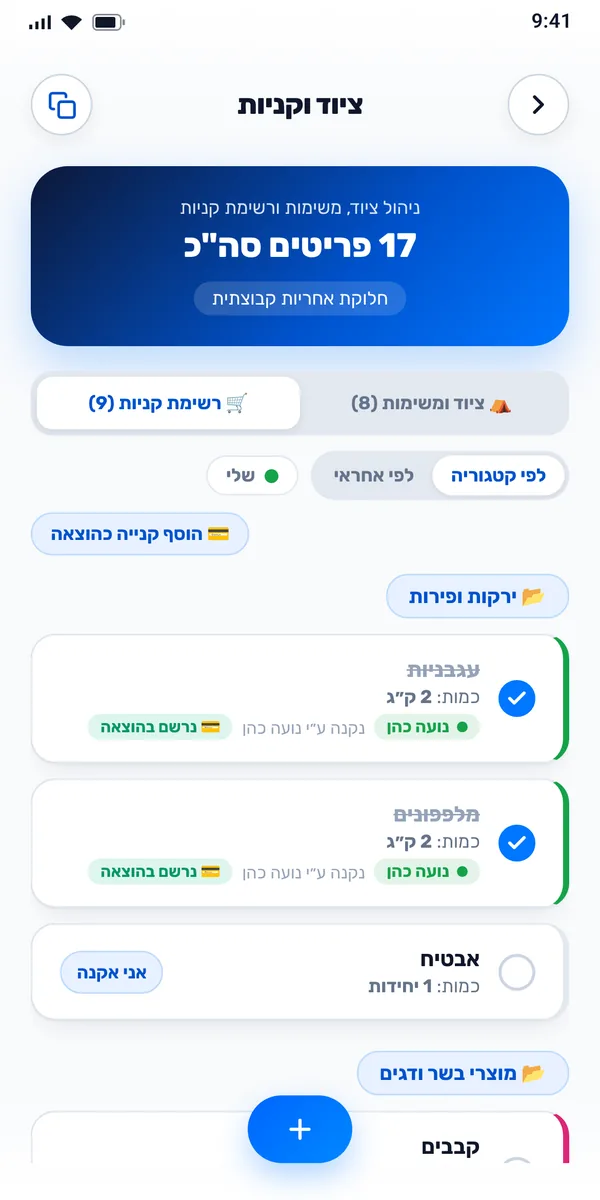 9:41
ציוד וקניות
ניהול ציוד, משימות ורשימת קניות
17 פריטים סה"כ
חלוקת אחריות קבוצתית
⛺ ציוד ומשימות (8)
🛒 רשימת קניות (9)
לפי קטגוריה
לפי אחראי
שלי
💳 הוסף קנייה כהוצאה
📂 ירקות ופירות
עגבניות
כמות: 2 ק״ג
נועה כהן נקנה ע״י נועה כהן 💳 נרשם בהוצאה
מלפפונים
כמות: 2 ק״ג
נועה כהן נקנה ע״י נועה כהן 💳 נרשם בהוצאה
אבטיח
כמות: 1 יחידות
אני אקנה
📂 מוצרי בשר ודגים
קבבים